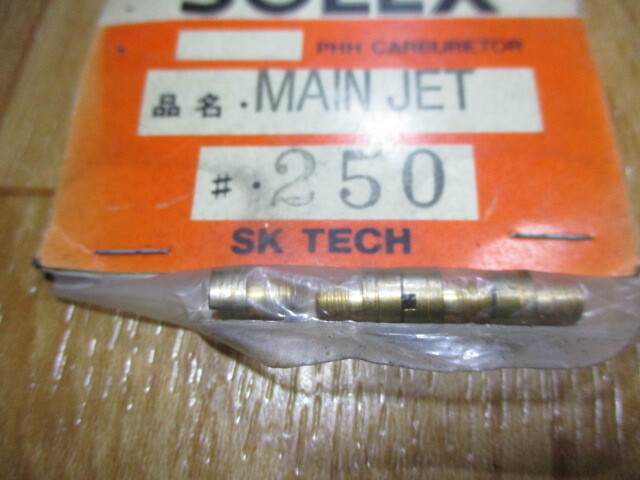 SOLEX
PHH CARBURETOR
品名・MAIN JET
#・250
SK TECH